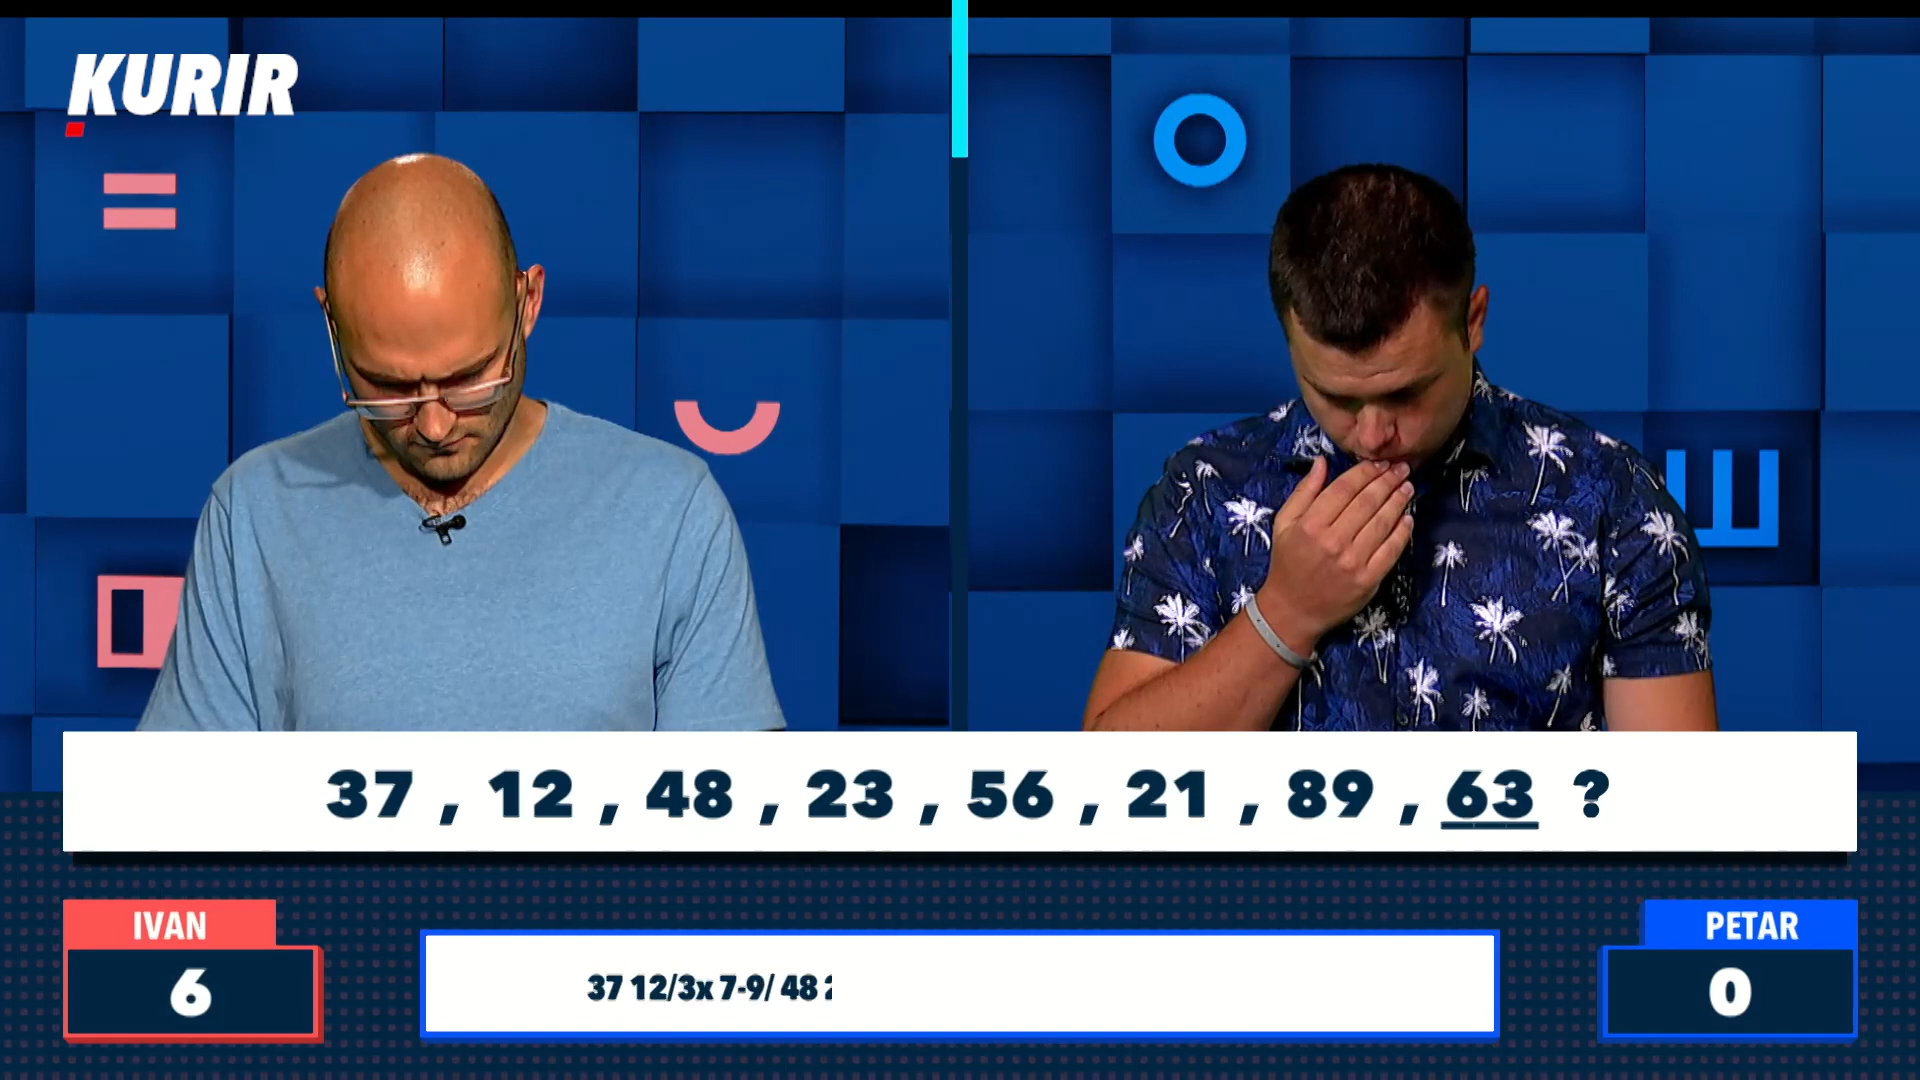 KURIR
37 , 12 , 48 , 23 , 56 , 21 , 89 , 63 ?
IVAN
6
37 12/3x 7-9/ 48
PETAR
0